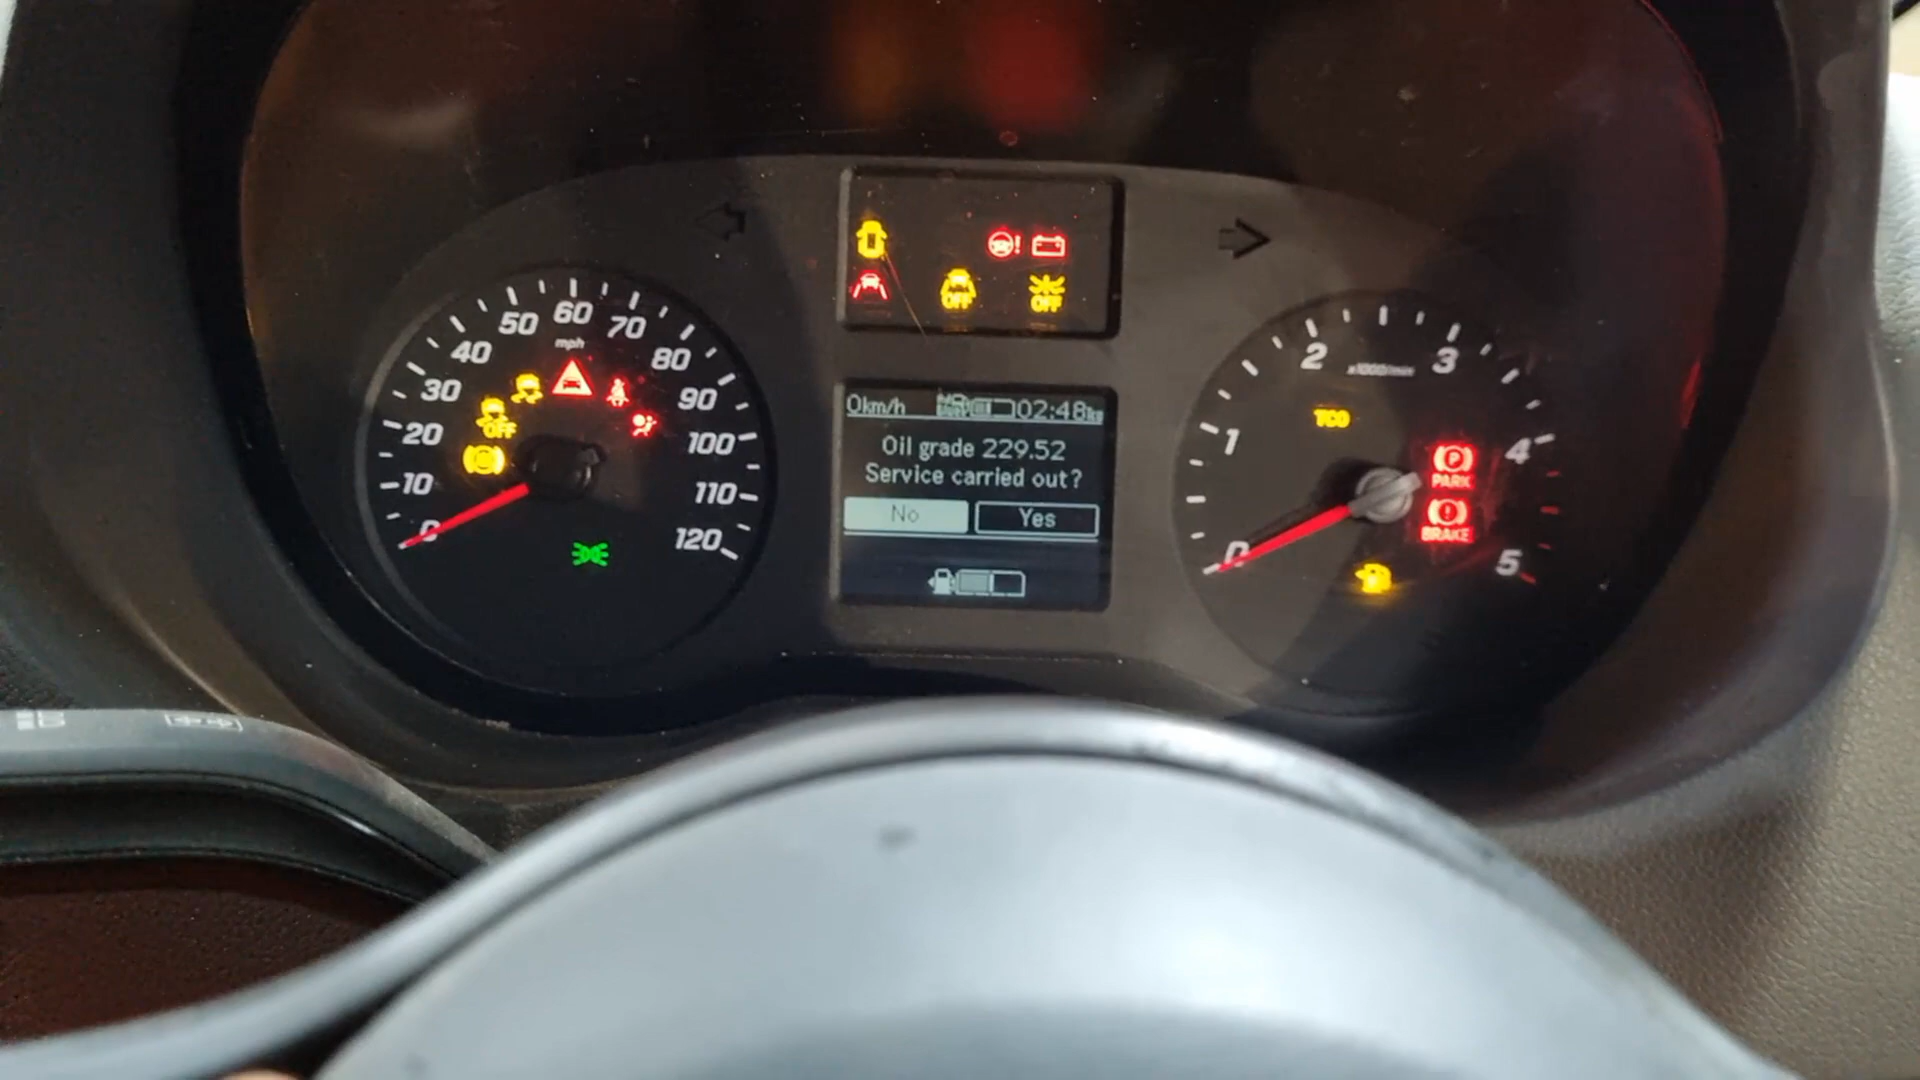 OFF
OFF
0km/h
02:48
Oil grade 229.52
Service carried out?
No
Yes
0
10
20
30
40
50
60
70
80
90
100
110
120
mph
OFF
0
1
2
3
4
5
x1000/min
TCO
P
PARK
!
BRAKE